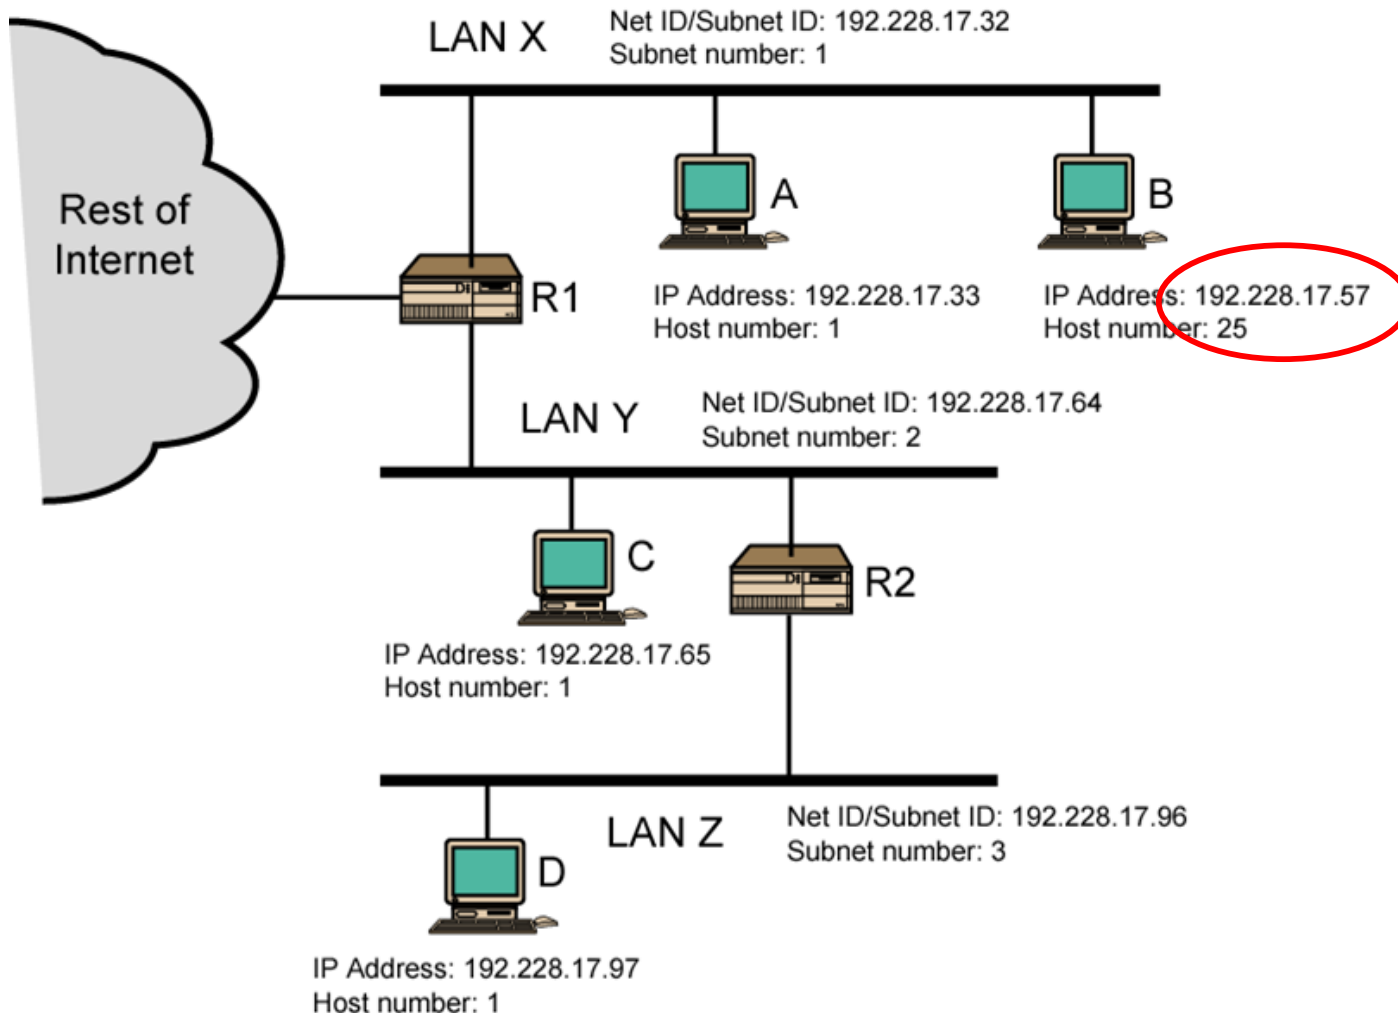 LAN X
Net ID/Subnet ID: 192.228.17.32
Subnet number: 1
Rest of
Internet
A
B
R1
IP Address: 192.228.17.33
Host number: 1
IP Address: 192.228.17.57
Host number: 25
LAN Y
Net ID/Subnet ID: 192.228.17.64
Subnet number: 2
C
R2
IP Address: 192.228.17.65
Host number: 1
LAN Z
Net ID/Subnet ID: 192.228.17.96
Subnet number: 3
D
IP Address: 192.228.17.97
Host number: 1